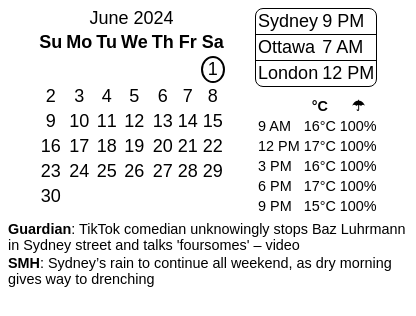 June 2024
Su Mo Tu We Th Fr Sa
1
2 3 4 5 6 7 8
9 10 11 12 13 14 15
16 17 18 19 20 21 22
23 24 25 26 27 28 29
30
Sydney 9 PM
Ottawa 7 AM
London 12 PM
°C ☂
9 AM 16°C 100%
12 PM 17°C 100%
3 PM 16°C 100%
6 PM 17°C 100%
9 PM 15°C 100%
Guardian: TikTok comedian unknowingly stops Baz Luhrmann
in Sydney street and talks 'foursomes' – video
SMH: Sydney’s rain to continue all weekend, as dry morning
gives way to drenching